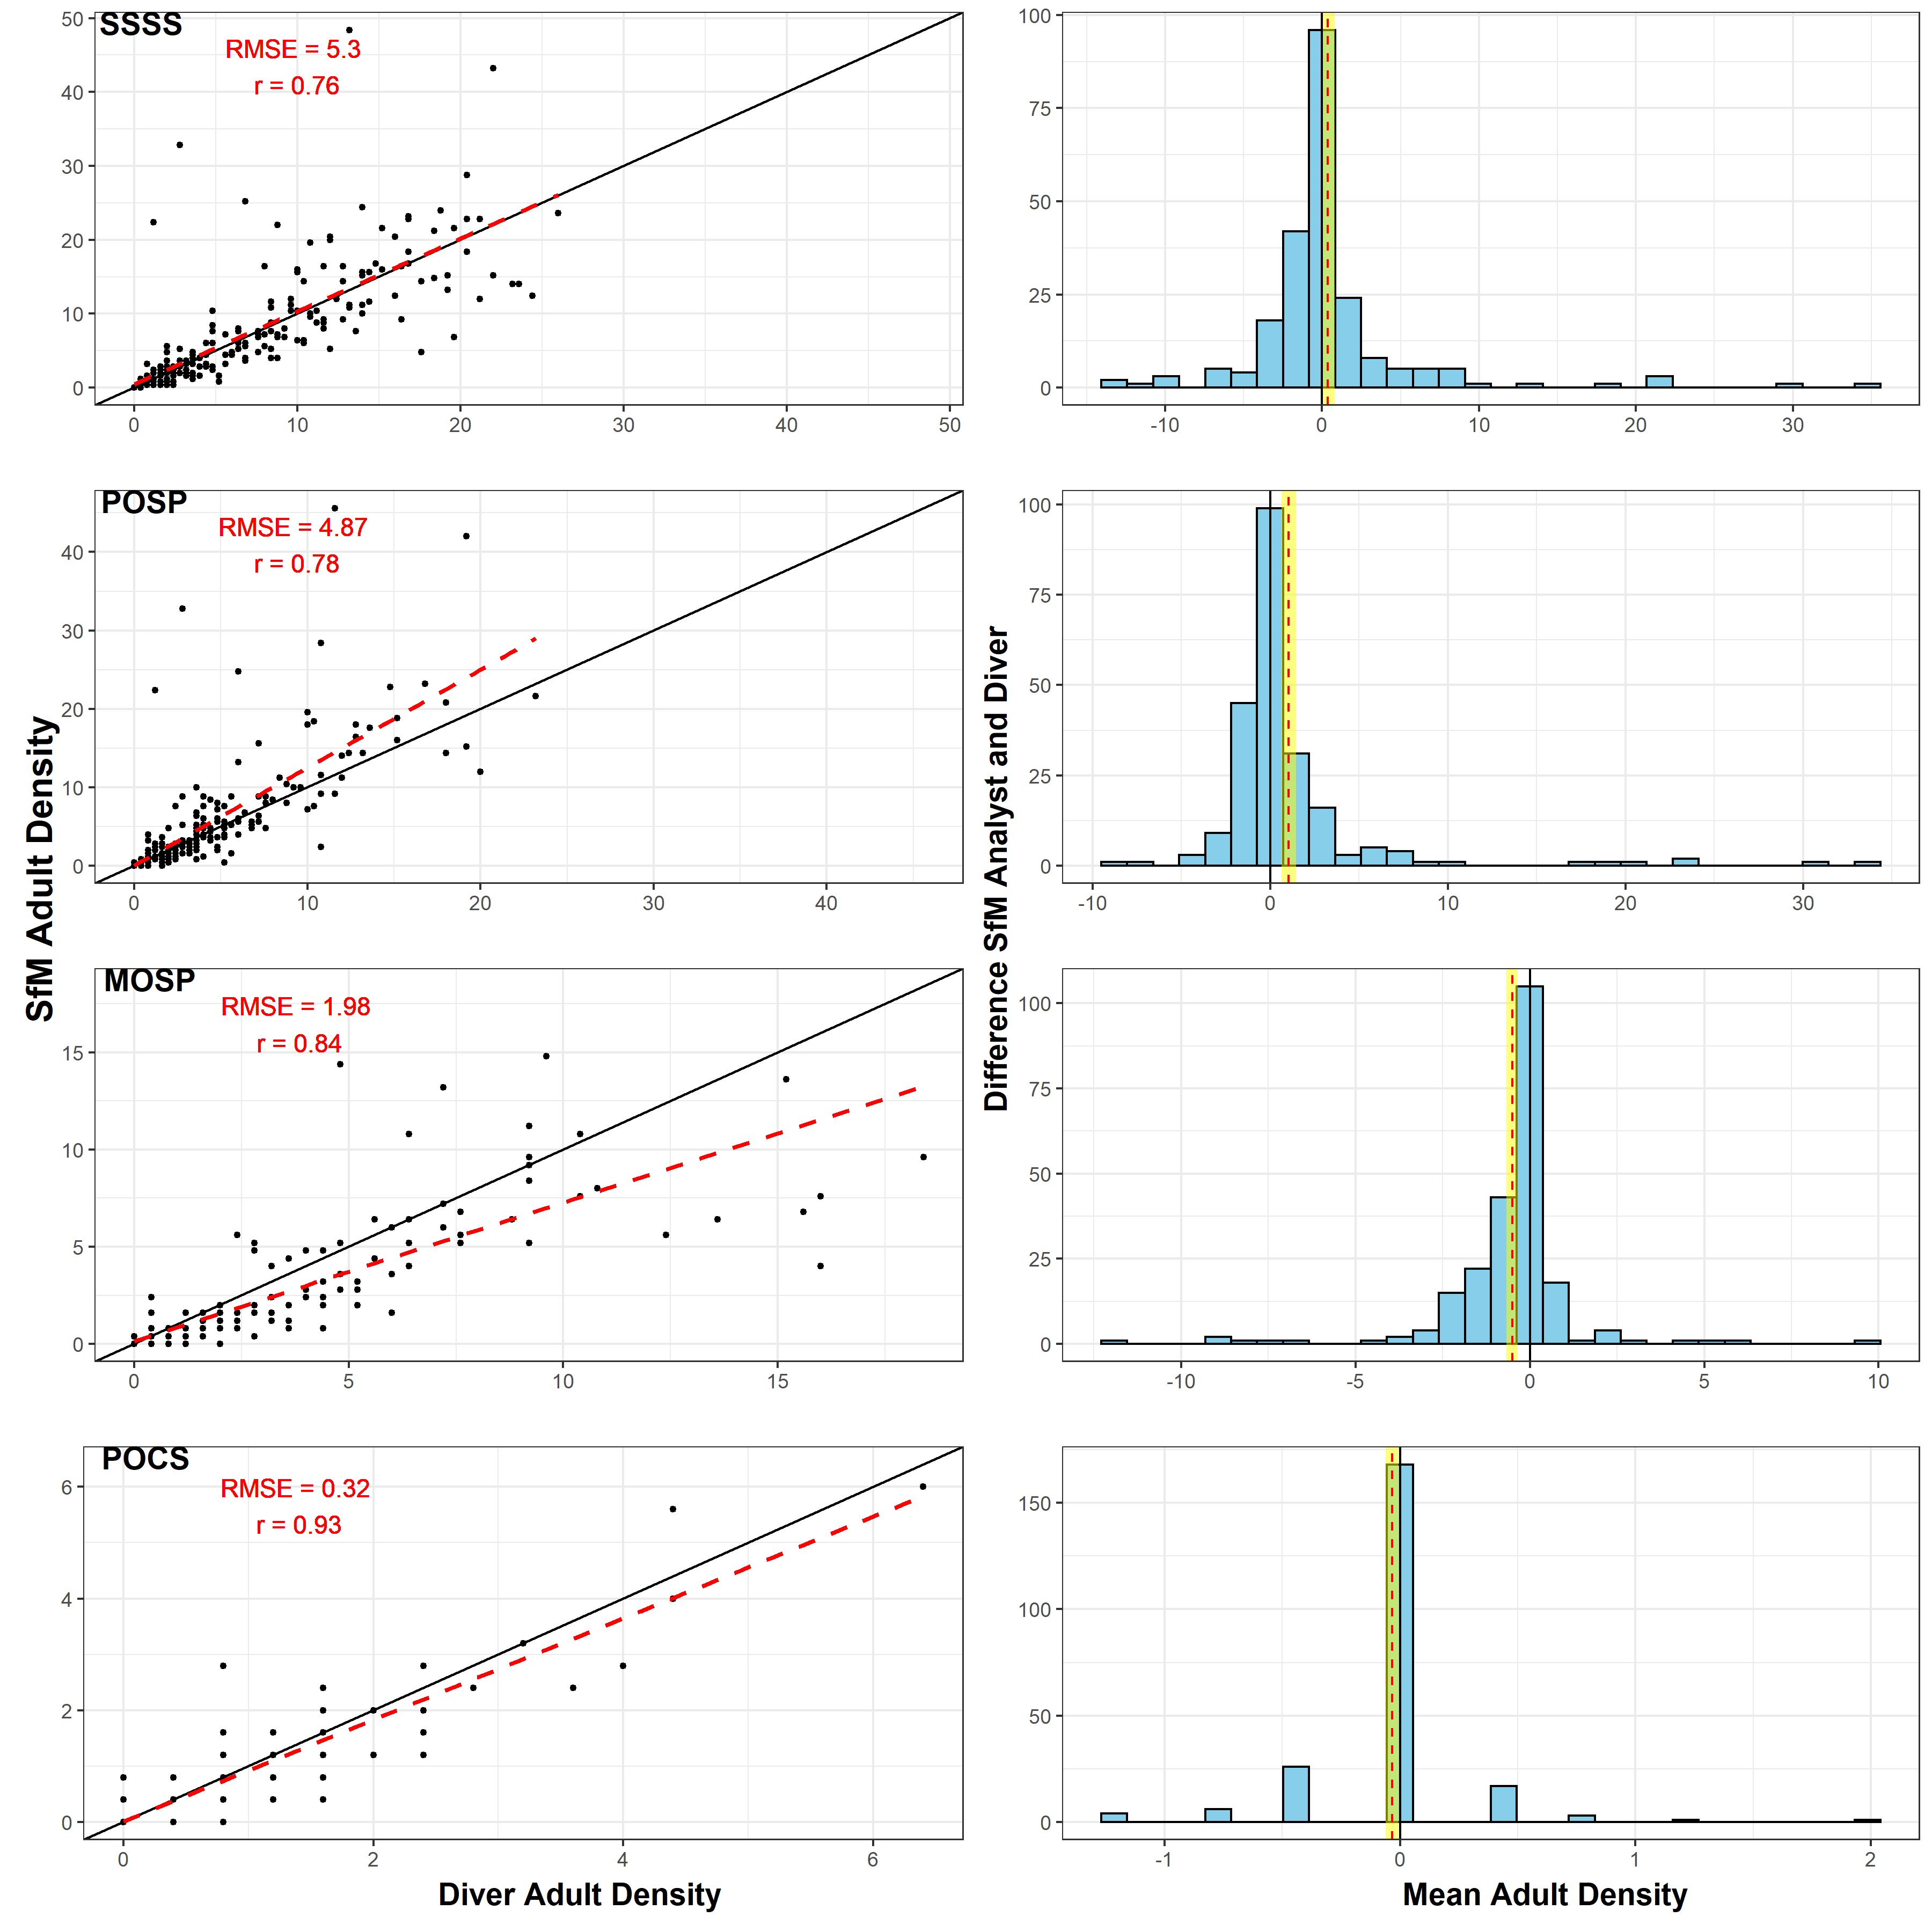 SSSS
RMSE = 5.3
r = 0.76
50
40
30
20
10
0
0 10 20 30 40 50
100
75
50
25
0
-10 0 10 20 30
POSP
RMSE = 4.87
r = 0.78
40
30
20
10
0
0 10 20 30 40
100
75
50
25
0
-10 0 10 20 30
MOSP
RMSE = 1.98
r = 0.84
15
10
5
0
0 5 10 15
100
75
50
25
0
-10 -5 0 5 10
POCS
RMSE = 0.32
r = 0.93
6
4
2
0
0 2 4 6
150
100
50
0
-1 0 1 2
SfM Adult Density
Difference SfM Analyst and Diver
Diver Adult Density
Mean Adult Density